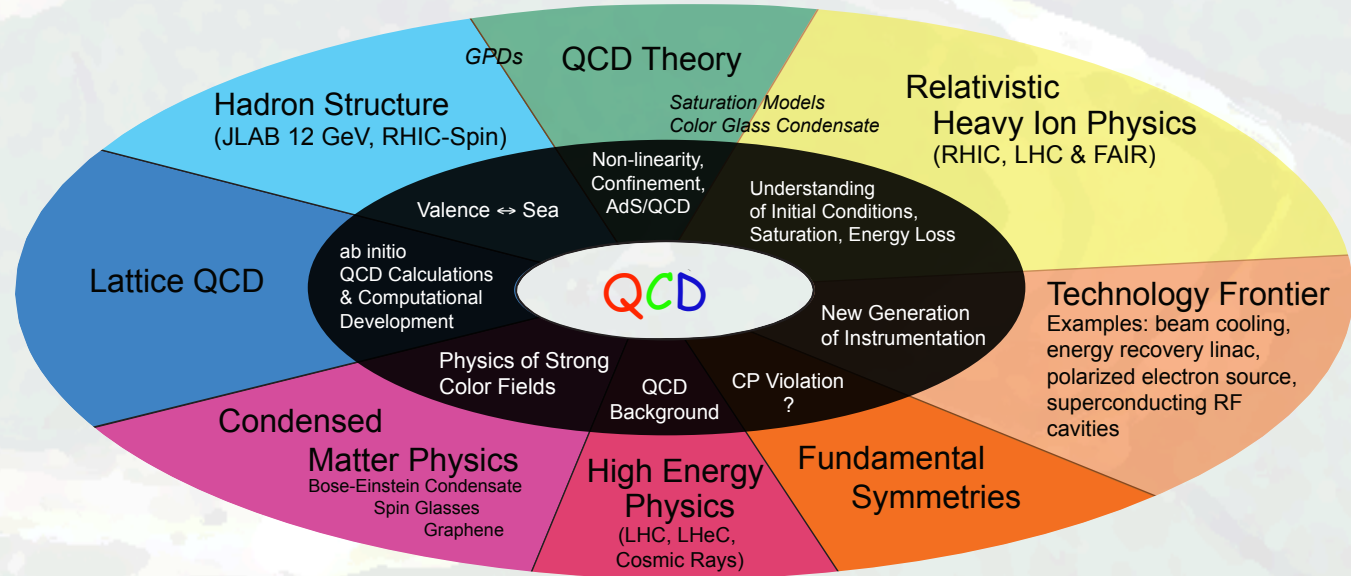 GPDs
QCD Theory
Saturation Models
Color Glass Condensate
Hadron Structure
(JLAB 12 GeV, RHIC-Spin)
Relativistic
Heavy Ion Physics
(RHIC, LHC & FAIR)
Non-linearity,
Confinement,
AdS/QCD
Valence ↔ Sea
Understanding
of Initial Conditions,
Saturation, Energy Loss
Lattice QCD
ab initio
QCD Calculations
& Computational
Development
QCD
New Generation
of Instrumentation
Technology Frontier
Examples: beam cooling,
energy recovery linac,
polarized electron source,
superconducting RF
cavities
Physics of Strong
Color Fields
QCD
Background
CP Violation
?
Condensed
Matter Physics
Bose-Einstein Condensate
Spin Glasses
Graphene
High Energy
Physics
(LHC, LHeC,
Cosmic Rays)
Fundamental
Symmetries